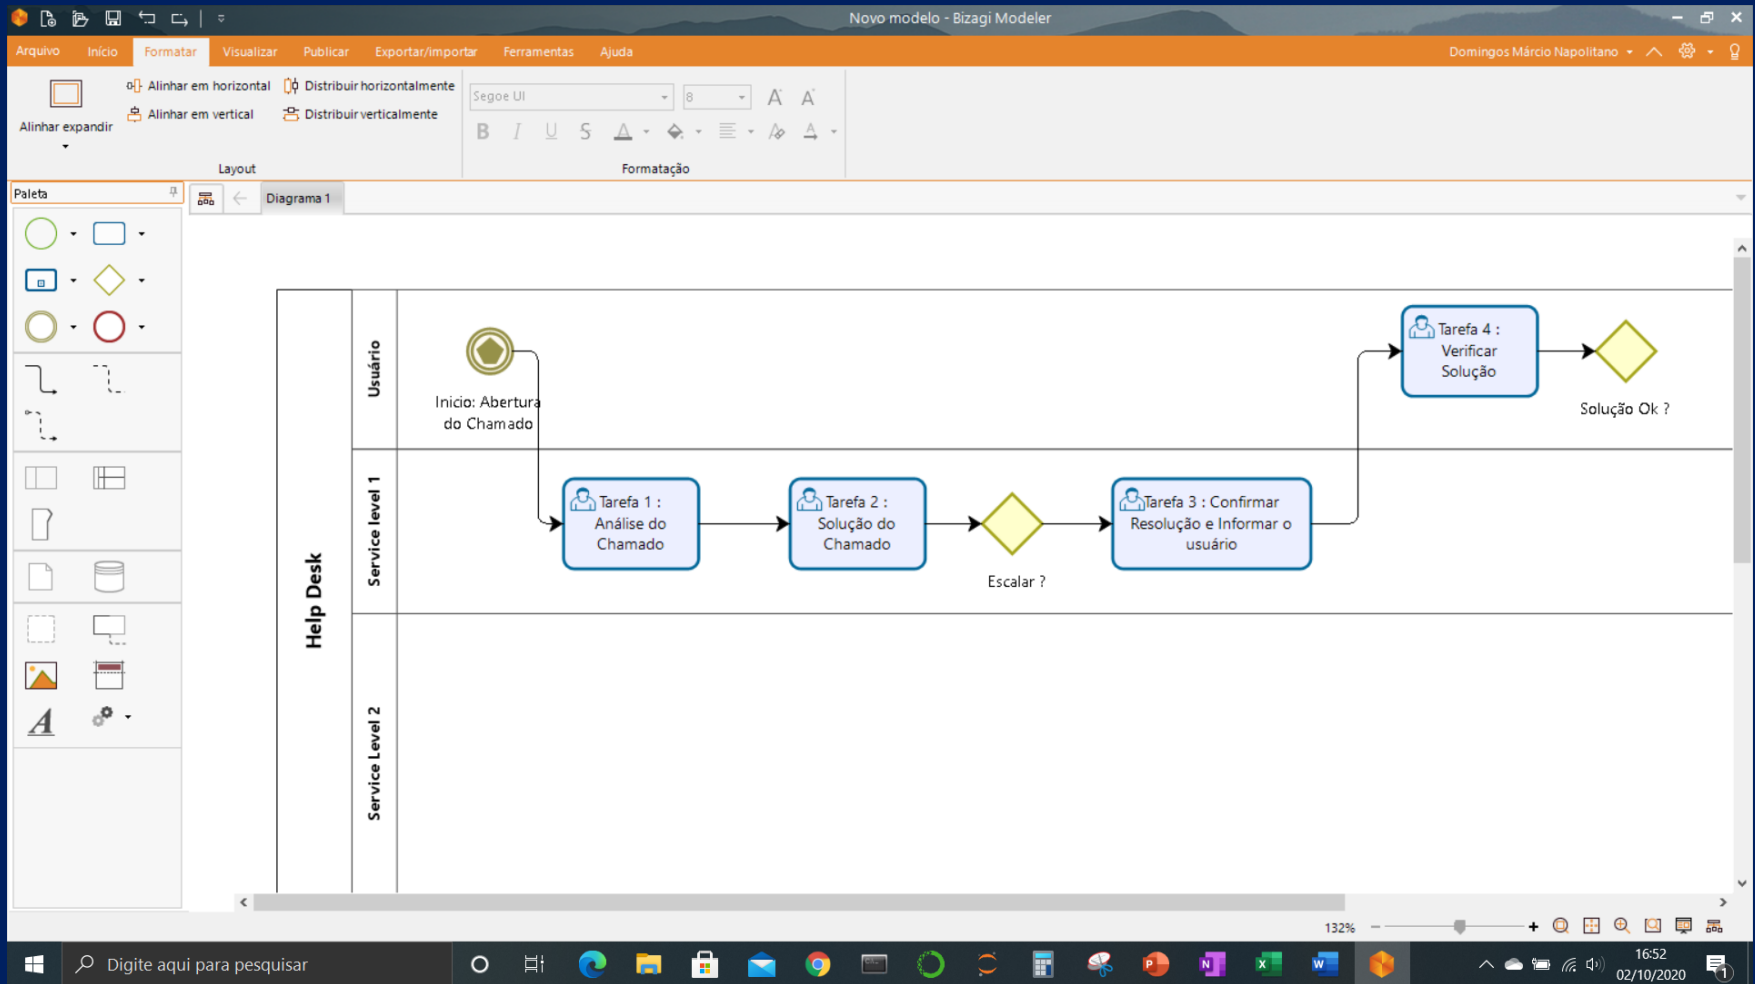 Novo modelo - Bizagi Modeler
Arquivo Início Formatar Visualizar Publicar Exportar/importar Ferramentas Ajuda
Domingos Márcio Napolitano
Alinhar expandir
Alinhar em horizontal
Alinhar em vertical
Distribuir horizontalmente
Distribuir verticalmente
Layout
Segoe UI
8
Formatação
Paleta
Diagrama 1
Help Desk
Usuário
Inicio: Abertura
do Chamado
Tarefa 4 :
Verificar
Solução
Solução Ok ?
Service level 1
Tarefa 1 :
Análise do
Chamado
Tarefa 2 :
Solução do
Chamado
Escalar ?
Tarefa 3 : Confirmar
Resolução e Informar o
usuário
Service Level 2
132%
Digite aqui para pesquisar
16:52
02/10/2020
1